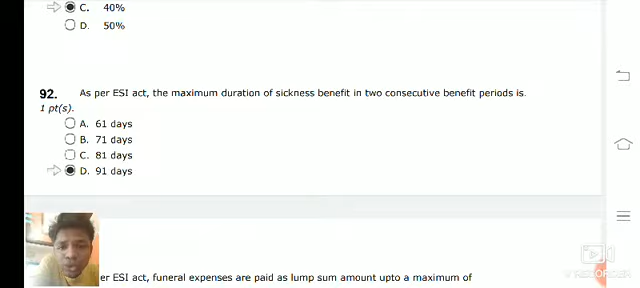 C. 40%
D. 50%
92. As per ESI act, the maximum duration of sickness benefit in two consecutive benefit periods is.
1 pt(s).
A. 61 days
B. 71 days
C. 81 days
D. 91 days
er ESI act, funeral expenses are paid as lump sum amount upto a maximum of
V RECORDER